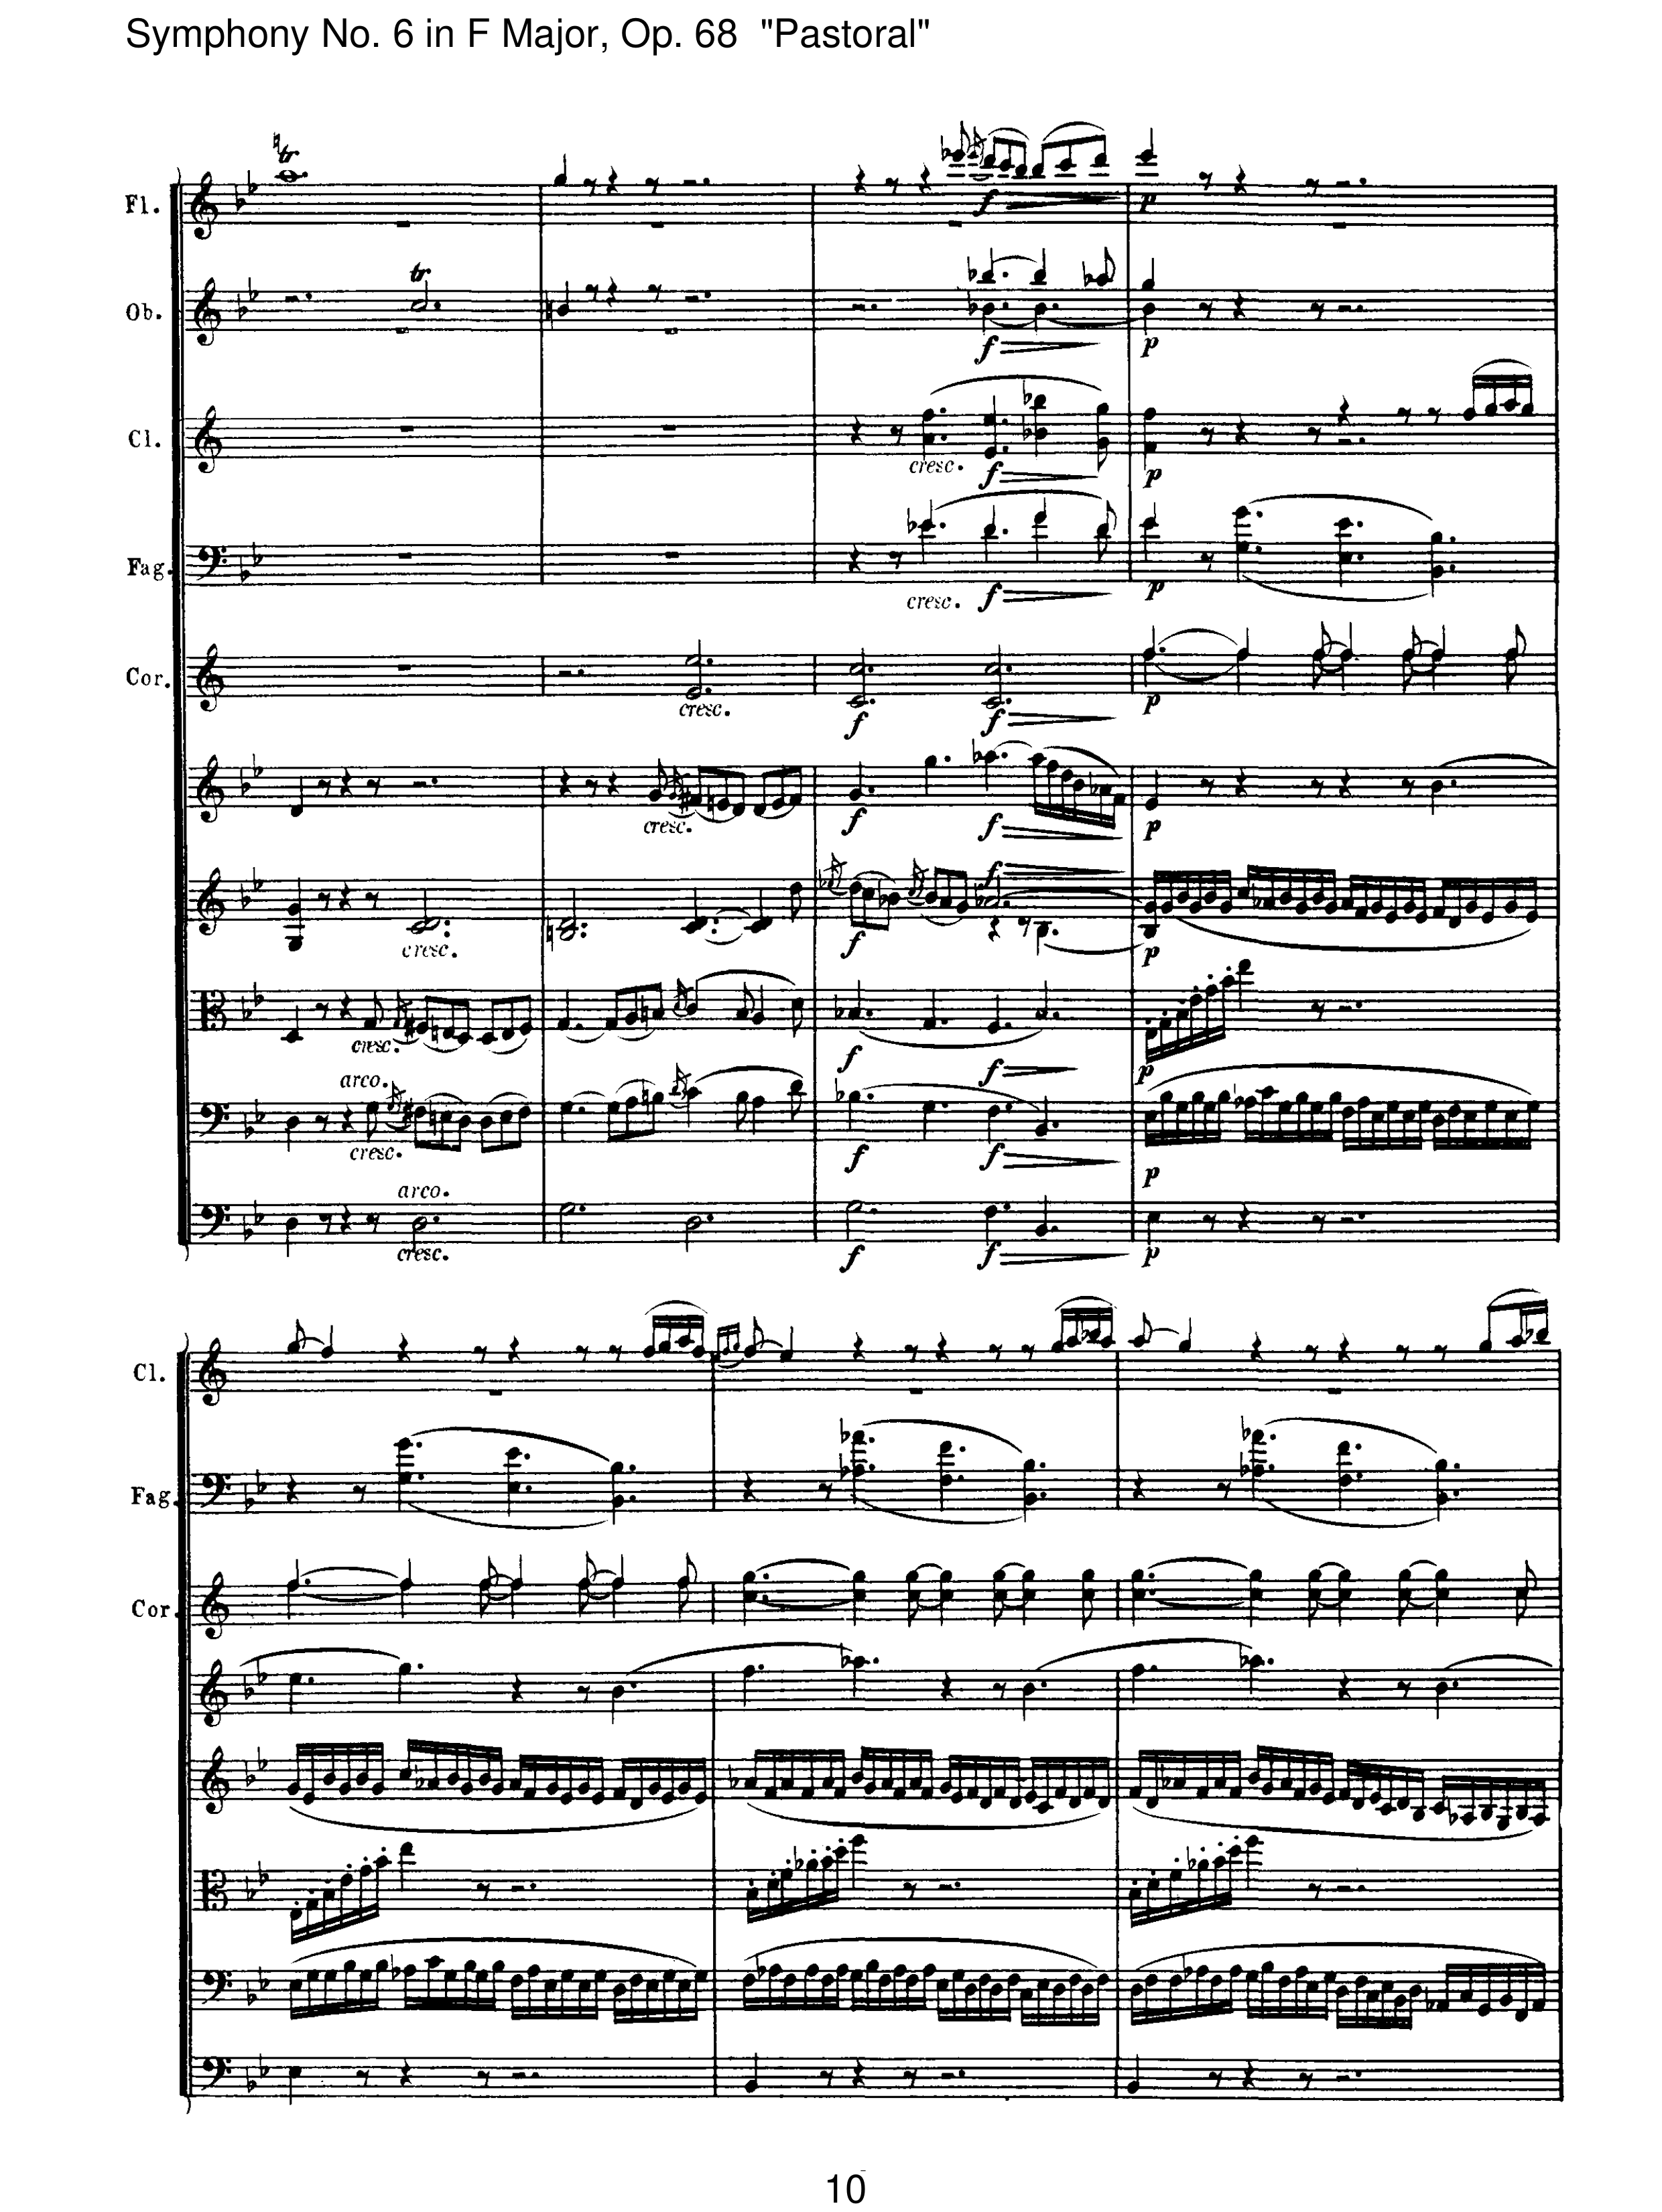 Symphony No. 6 in F Major, Op. 68 "Pastoral"
tr
Fl.
f
p
tr
Ob.
f
p
Cl.
cresc.
f
p
Fag.
cresc.
f
p
Cor.
cresc.
f
f
p
cresc.
f
f
p
cresc.
f
f
p
cresc.
f
f
p
arco.
cresc.
f
f
p
arco.
cresc.
f
f
p
Cl.
Fag.
Cor.
10